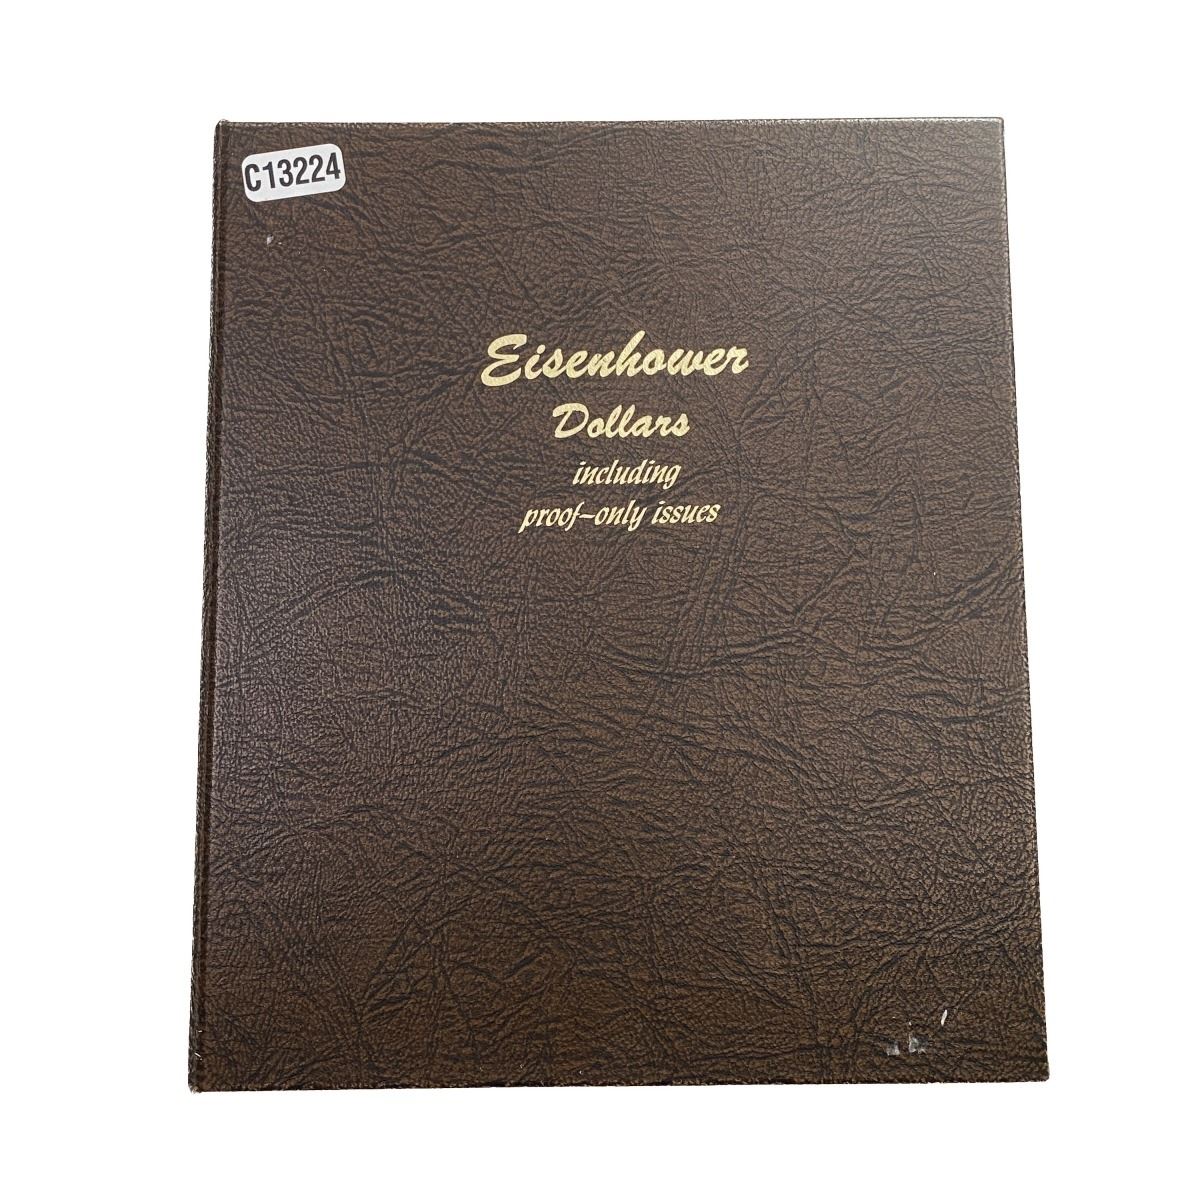 C13224
Eisenhower
Dollars
including
proof-only issues